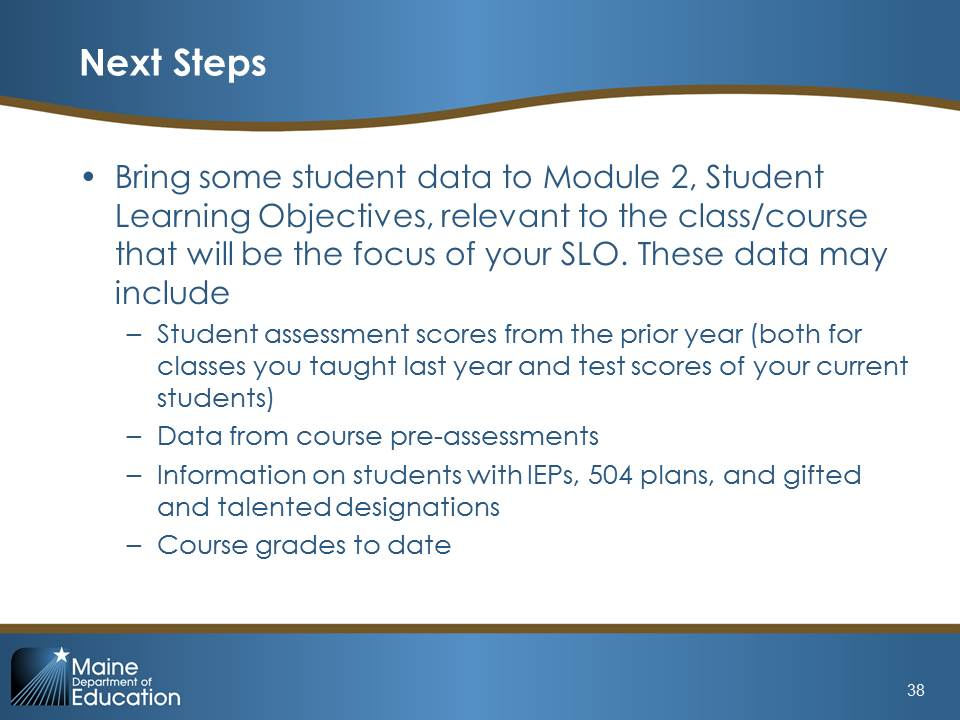 Next Steps
• Bring some student data to Module 2, Student
Learning Objectives, relevant to the class/course
that will be the focus of your SLO. These data may
include
– Student assessment scores from the prior year (both for
classes you taught last year and test scores of your current
students)
– Data from course pre-assessments
– Information on students with IEPs, 504 plans, and gifted
and talented designations
– Course grades to date
Maine
Department of
Education
38